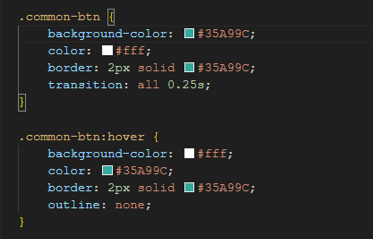 .common-btn {
    background-color: #35A99C;
    color: #fff;
    border: 2px solid #35A99C;
    transition: all 0.25s;
}

.common-btn:hover {
    background-color: #fff;
    color: #35A99C;
    border: 2px solid #35A99C;
    outline: none;
}